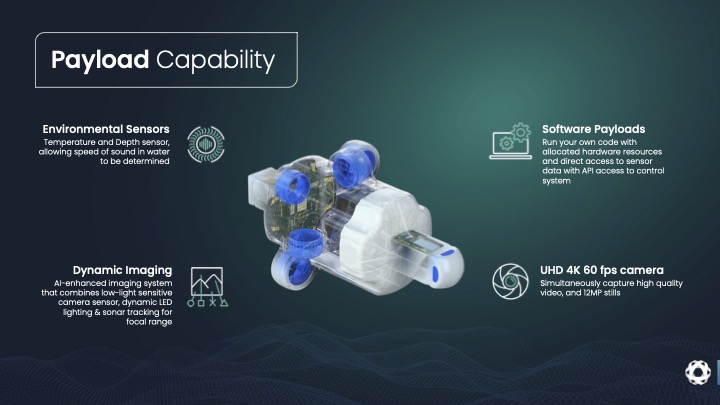 Payload Capability
Environmental Sensors
Temperature and Depth sensor,
allowing speed of sound in water
to be determined
Software Payloads
Run your own code with
allocated hardware resources
and direct access to sensor
data with API access to control
system
Dynamic Imaging
AI-enhanced imaging system
that combines low-light sensitive
camera sensor, dynamic LED
lighting & sonar tracking for
focal range
UHD 4K 60 fps camera
Simultaneously capture high quality
video, and 12MP stills